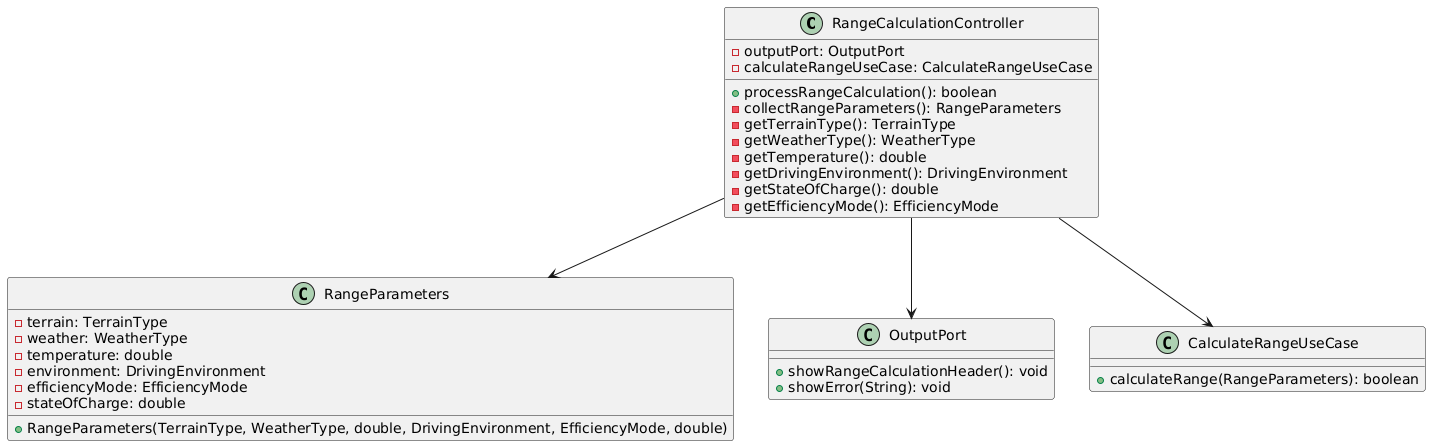 C RangeCalculationController
outputPort: OutputPort
calculateRangeUseCase: CalculateRangeUseCase
processRangeCalculation(): boolean
collectRangeParameters(): RangeParameters
getTerrainType(): TerrainType
getWeatherType(): WeatherType
getTemperature(): double
getDrivingEnvironment(): DrivingEnvironment
getStateOfCharge(): double
getEfficiencyMode(): EfficiencyMode
C RangeParameters
terrain: TerrainType
weather: WeatherType
temperature: double
environment: DrivingEnvironment
efficiencyMode: EfficiencyMode
stateOfCharge: double
RangeParameters(TerrainType, WeatherType, double, DrivingEnvironment, EfficiencyMode, double)
C OutputPort
showRangeCalculationHeader(): void
showError(String): void
C CalculateRangeUseCase
calculateRange(RangeParameters): boolean